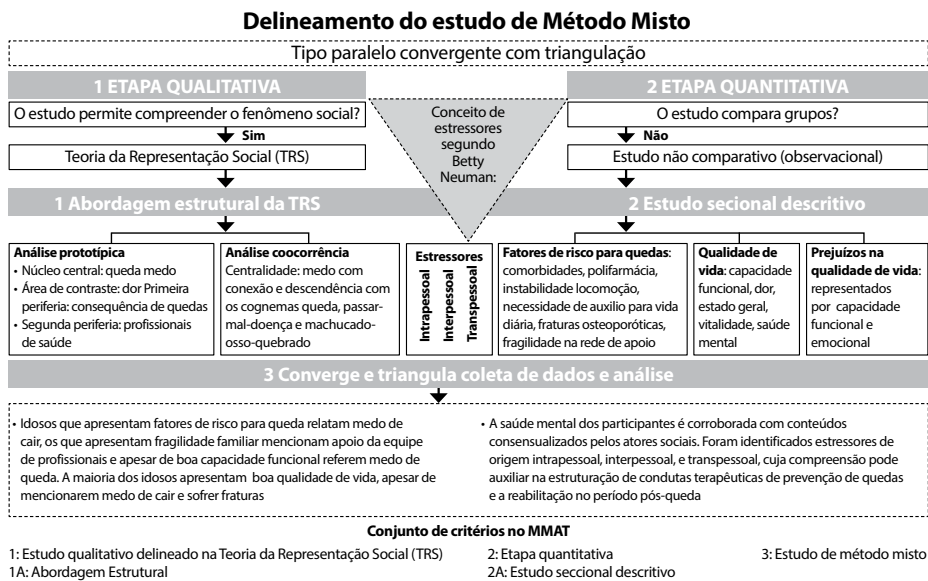 Delineamento do estudo de Método Misto
Tipo paralelo convergente com triangulação
1 ETAPA QUALITATIVA
O estudo permite compreender o fenômeno social?
Sim
Teoria da Representação Social (TRS)
Conceito de
estressores
segundo
Betty
Neuman:
2 ETAPA QUANTITATIVA
O estudo compara grupos?
Não
Estudo não comparativo (observacional)
1 Abordagem estrutural da TRS
2 Estudo secional descritivo
Análise prototípica
• Núcleo central: queda medo
• Área de contraste: dor Primeira
periferia: consequência de quedas
• Segunda periferia: profissionais
de saúde
Análise coocorrência
Centralidade: medo com
conexão e descendência com
os cognemas queda, passar-
mal-doença e machucado-
osso-quebrado
Estressores
Intrapessoal
Interpessoal
Transpessoal
Fatores de risco para quedas:
comorbidades, polifarmácia,
instabilidade locomoção,
necessidade de auxilio para vida
diária, fraturas osteoporóticas,
fragilidade na rede de apoio
Qualidade de
vida: capacidade
funcional, dor,
estado geral,
vitalidade, saúde
mental
Prejuízos na
qualidade de vida:
representados
por capacidade
funcional e
emocional
3 Converge e triangula coleta de dados e análise
• Idosos que apresentam fatores de risco para queda relatam medo de
cair, os que apresentam fragilidade familiar mencionam apoio da equipe
de profissionais e apesar de boa capacidade funcional referem medo de
queda. A maioria dos idosos apresentam boa qualidade de vida, apesar de
mencionarem medo de cair e sofrer fraturas
• A saúde mental dos participantes é corroborada com conteúdos
consensualizados pelos atores sociais. Foram identificados estressores de
origem intrapessoal, interpessoal, e transpessoal, cuja compreensão pode
auxiliar na estruturação de condutas terapêuticas de prevenção de quedas
e a reabilitação no período pós-queda
Conjunto de critérios no MMAT
1: Estudo qualitativo delineado na Teoria da Representação Social (TRS)
1A: Abordagem Estrutural
2: Etapa quantitativa
2A: Estudo seccional descritivo
3: Estudo de método misto